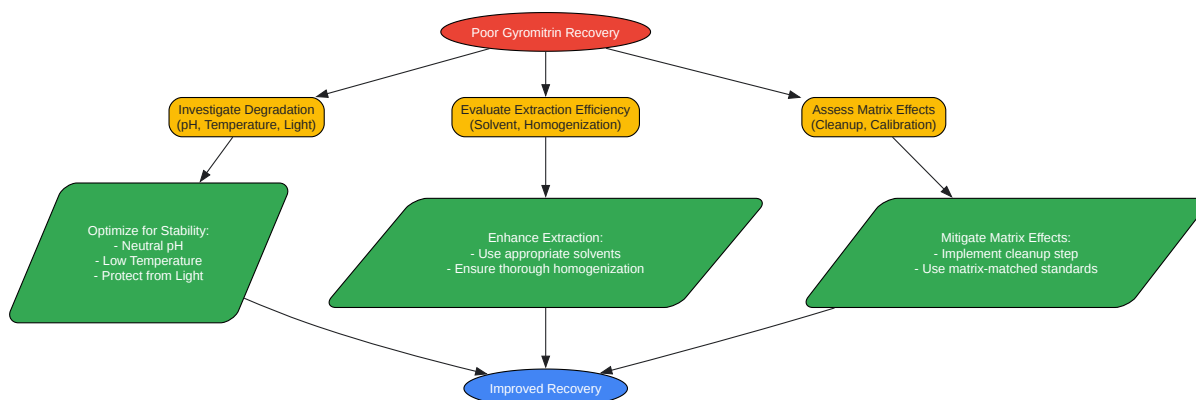 Poor Gyromitrin Recovery
Investigate Degradation
(pH, Temperature, Light)
Evaluate Extraction Efficiency
(Solvent, Homogenization)
Assess Matrix Effects
(Cleanup, Calibration)
Optimize for Stability:
- Neutral pH
- Low Temperature
- Protect from Light
Enhance Extraction:
- Use appropriate solvents
- Ensure thorough homogenization
Mitigate Matrix Effects:
- Implement cleanup step
- Use matrix-matched standards
Improved Recovery